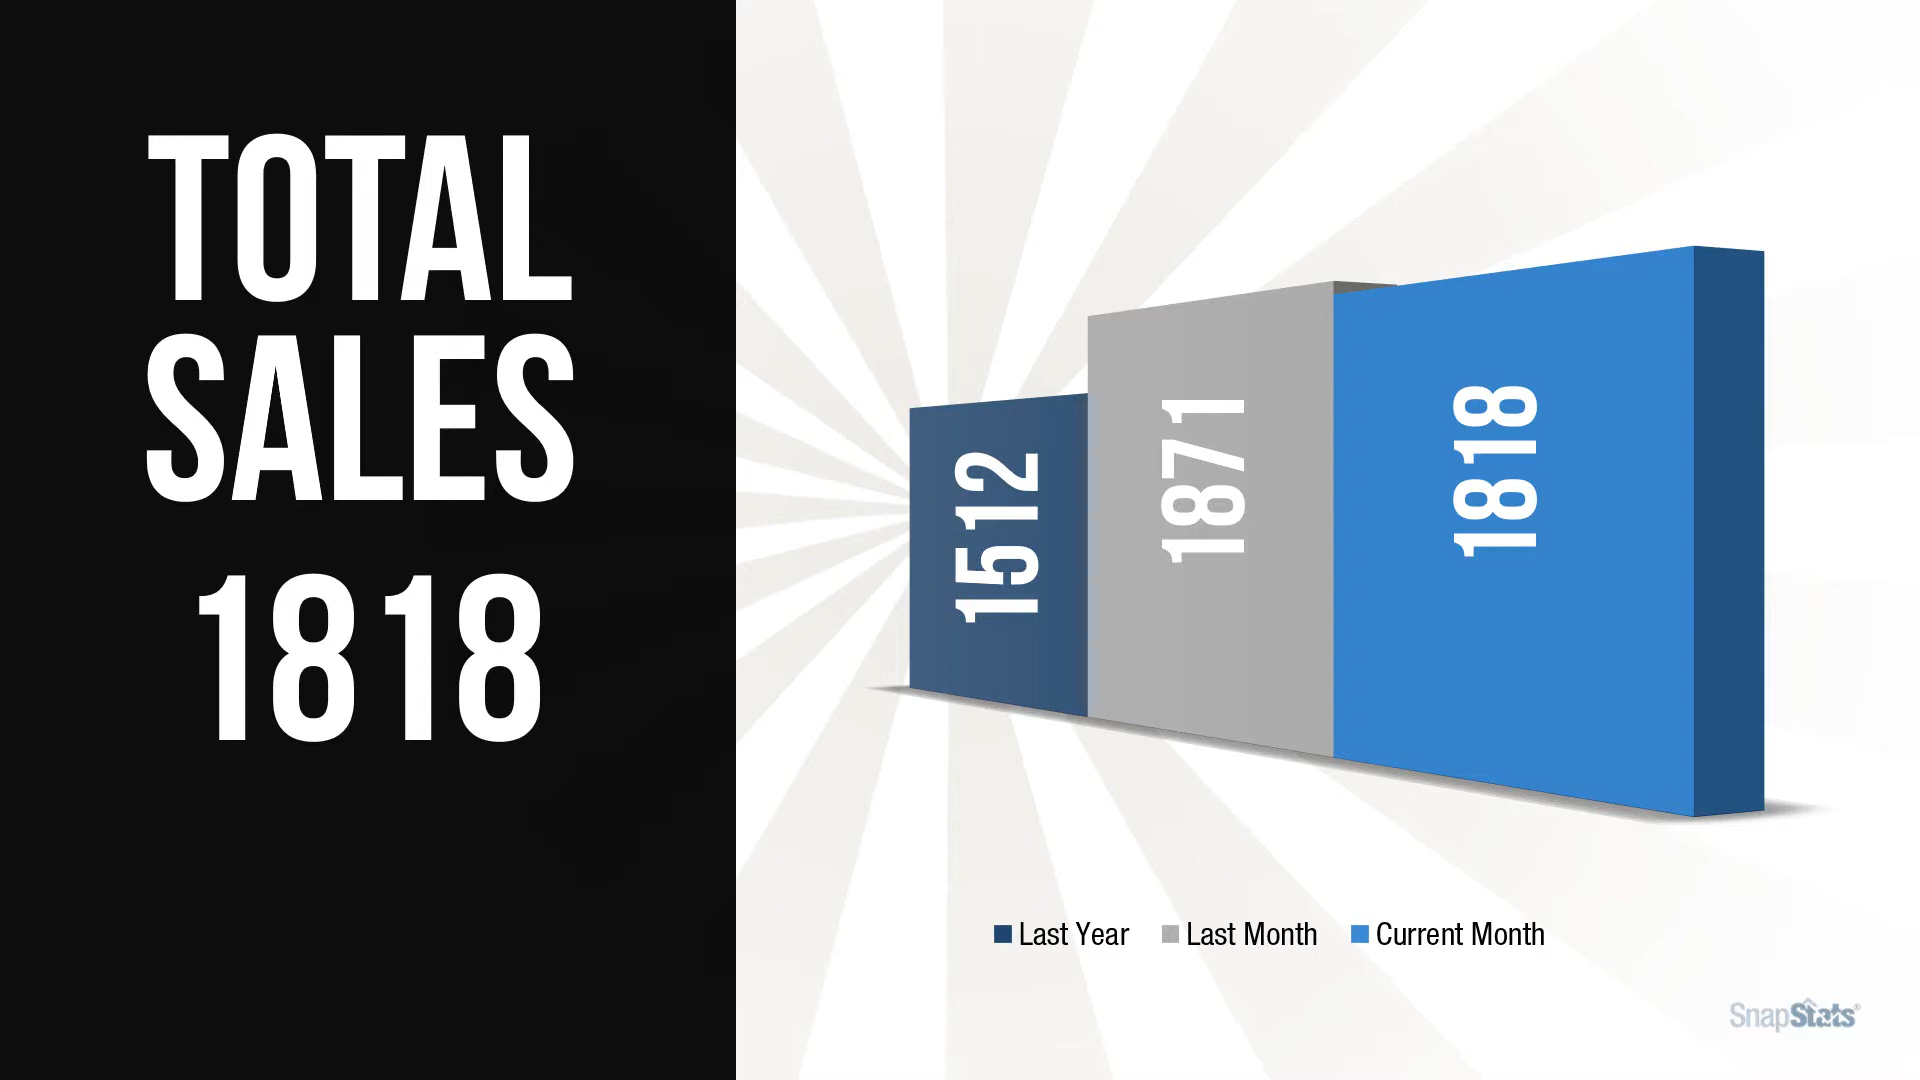 TOTAL
SALES
1818
1512
1871
1818
Last Year
Last Month
Current Month
SnapStats®